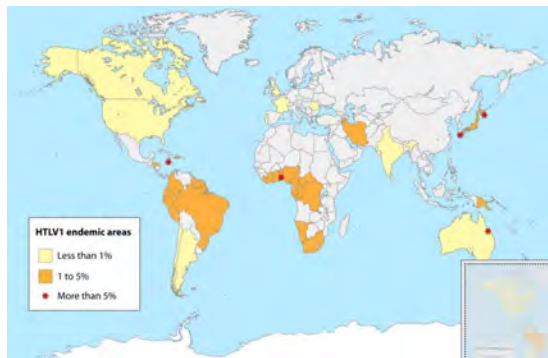 HTLV1 endemic areas
Less than 1%
1 to 5%
More than 5%